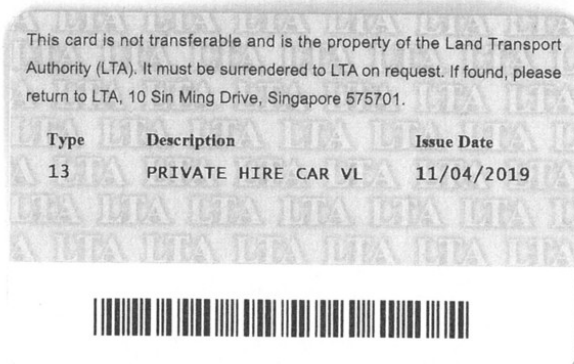 This card is not transferable and is the property of the Land Transport
Authority (LTA). It must be surrendered to LTA on request. If found, please
return to LTA, 10 Sin Ming Drive, Singapore 575701.
Type Description Issue Date
13 PRIVATE HIRE CAR VL 11/04/2019